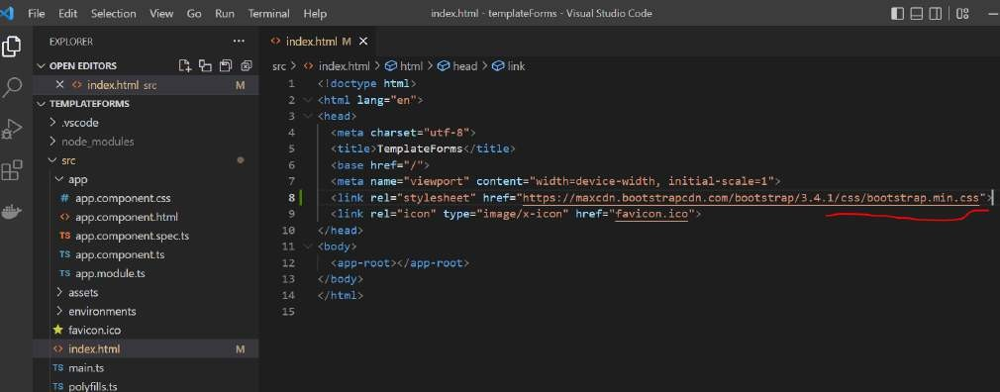 File Edit Selection View Go Run Terminal Help index.html - templateForms - Visual Studio Code
EXPLORER ...
OPEN EDITORS
index.html src M
TEMPLATEFORMS
.vscode
node_modules
src
app
app.component.css
app.component.html
TS app.component.spec.ts
TS app.component.ts
TS app.module.ts
assets
environments
favicon.ico
index.html M
TS main.ts
TS polyfills.ts
index.html M
src > index.html > html > head > link
1 <!doctype html>
2 <html lang="en">
3 <head>
4 <meta charset="utf-8">
5 <title>TemplateForms</title>
6 <base href="/">
7 <meta name="viewport" content="width=device-width, initial-scale=1">
8 <link rel="stylesheet" href="https://maxcdn.bootstrapcdn.com/bootstrap/3.4.1/css/bootstrap.min.css">
9 <link rel="icon" type="image/x-icon" href="favicon.ico">
10 </head>
11 <body>
12 <app-root></app-root>
13 </body>
14 </html>
15